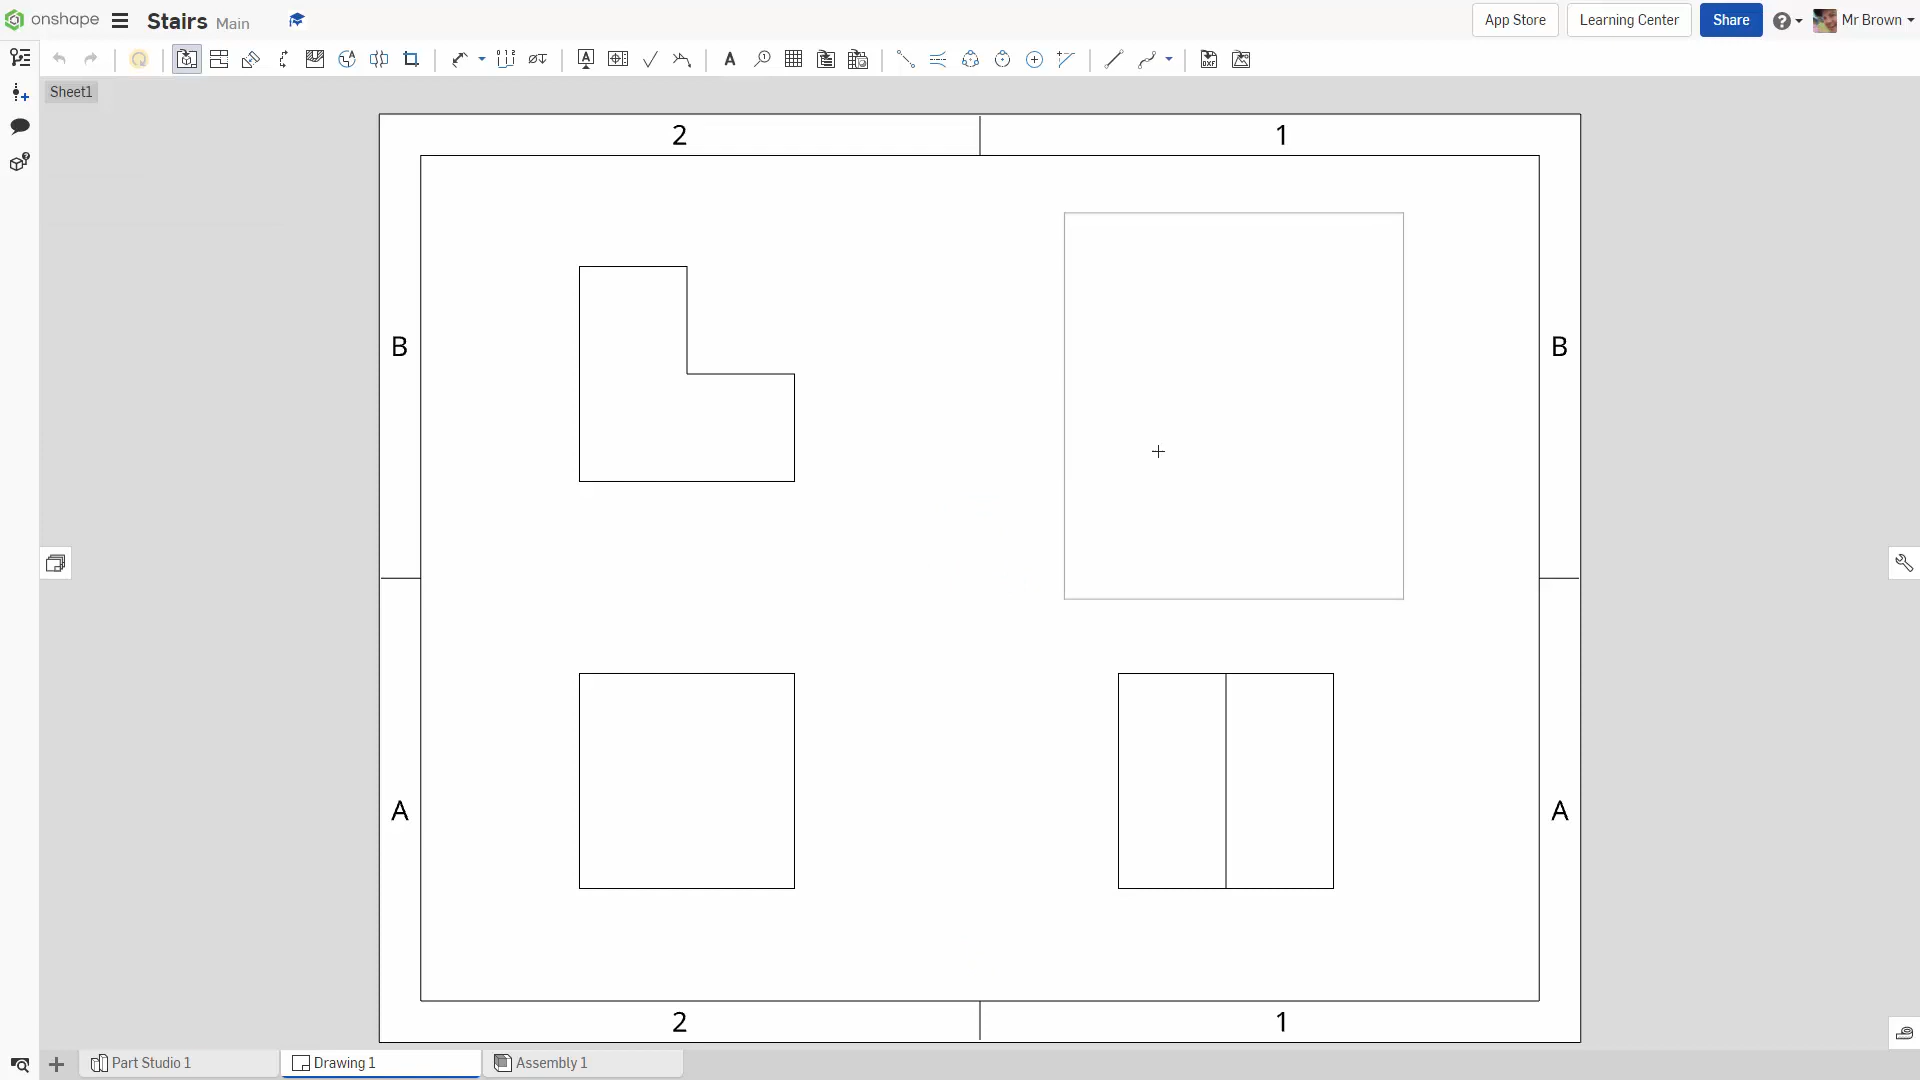 onshape
Stairs Main
App Store
Learning Center
Share
Mr Brown
Sheet1
2
1
B
B
A
A
2
1
Part Studio 1
Drawing 1
Assembly 1